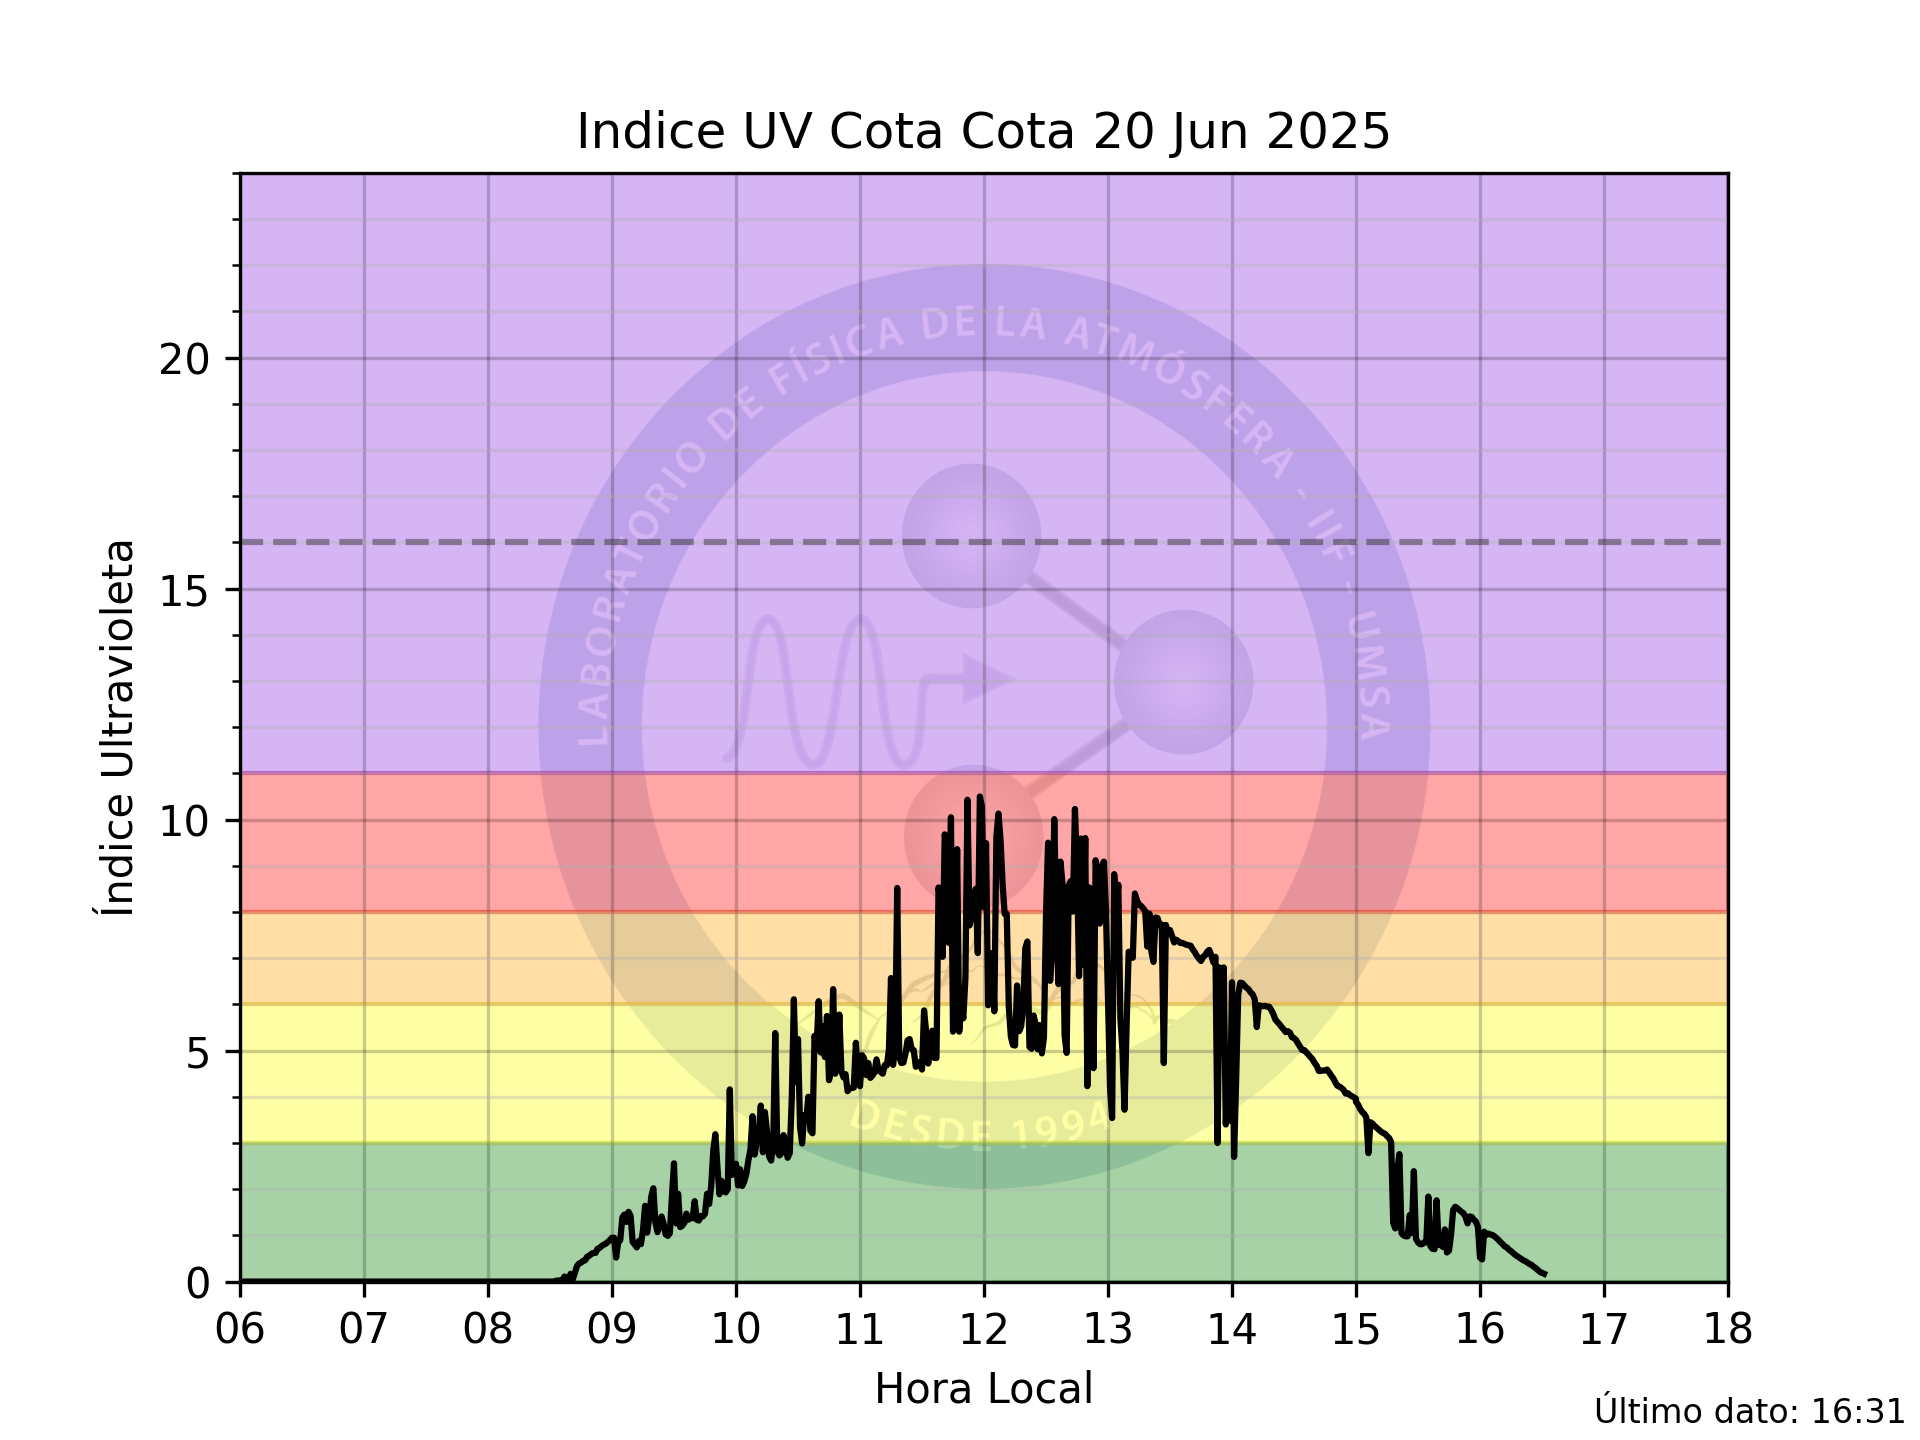 Indice UV Cota Cota 20 Jun 2025
LABORATORIO DE FÍSICA DE LA ATMÓSFERA - IIF - UMSA
DESDE 1994
Índice Ultravioleta
20
15
10
5
0
06 07 08 09 10 11 12 13 14 15 16 17 18
Hora Local
Último dato: 16:31